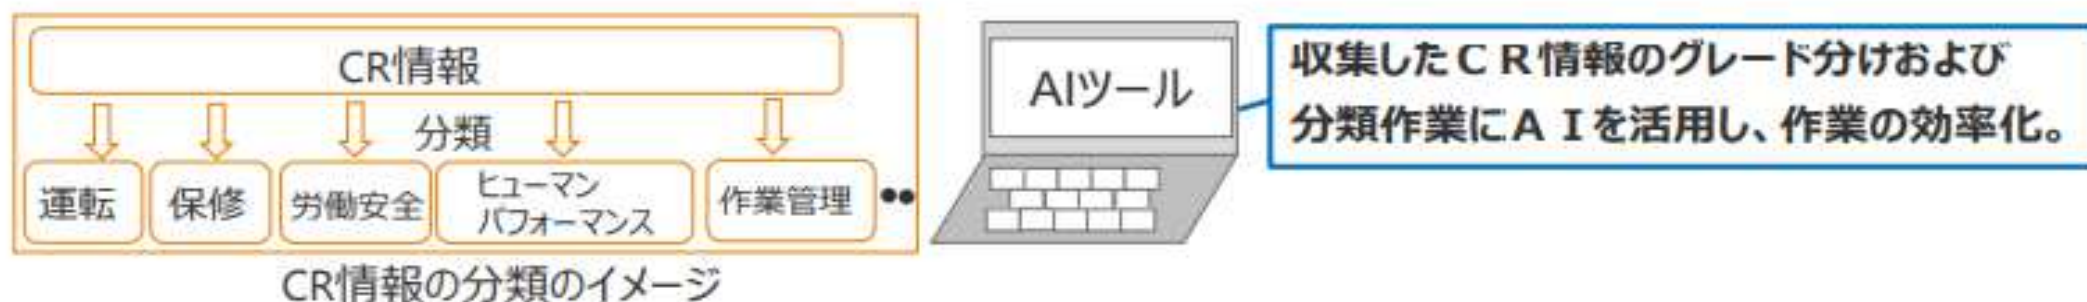 CR情報
分類
運転
保修
労働安全
ヒューマン
パフォーマンス
作業管理
••
CR情報の分類のイメージ
AIツール
収集したＣＲ情報のグレード分けおよび
分類作業にＡＩを活用し、作業の効率化。